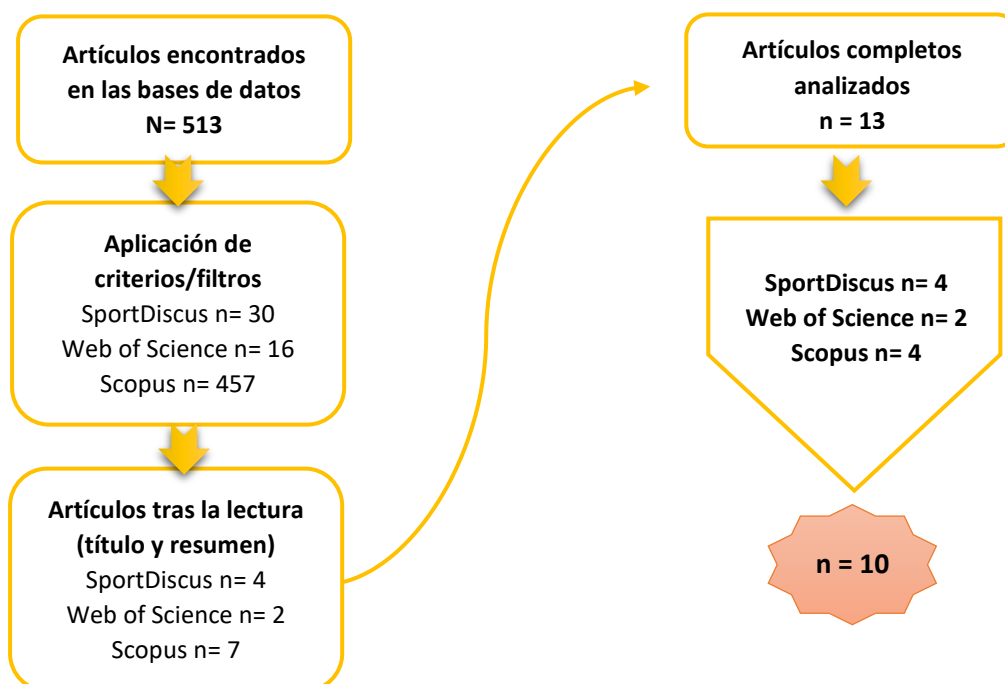 Artículos encontrados
en las bases de datos
N= 513
Aplicación de
criterios/filtros
SportDiscus n= 30
Web of Science n= 16
Scopus n= 457
Artículos tras la lectura
(título y resumen)
SportDiscus n= 4
Web of Science n= 2
Scopus n= 7
Artículos completos
analizados
n = 13
SportDiscus n= 4
Web of Science n= 2
Scopus n= 4
n = 10